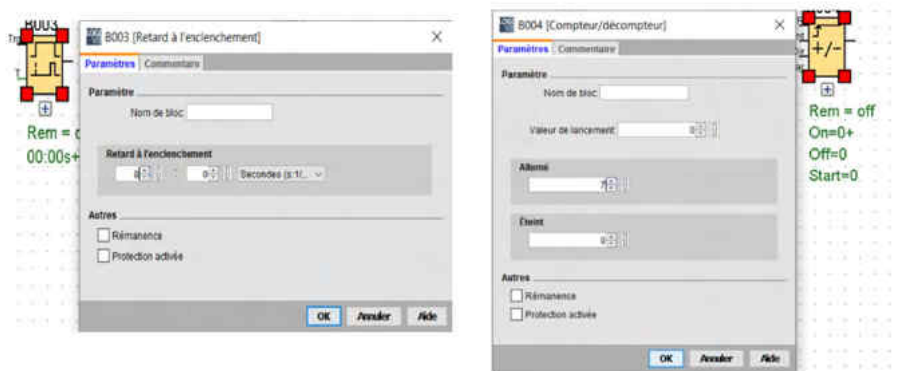 B003
B003 [Retard à l'enclenchement]
Paramètres Commentaire
Paramètre
Nom de bloc:
Retard à l'enclenchement
: 0 Secondes (s:1/...
Autres
Rémanence
Protection activée
OK Annuler Aide
Rem =
00:00s+
B004 [Compteur/décompteur]
Paramètres Commentaire
Paramètre
Nom de bloc:
Valeur de lancement: 0
Allumé
7
Éteint
0
Autres
Rémanence
Protection activée
OK Annuler Aide
+/-
Rem = off
On=0+
Off=0
Start=0